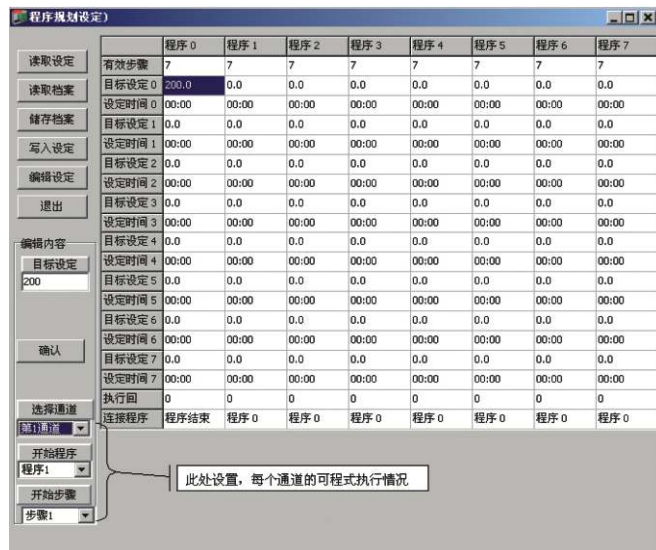 程序规划设定)
程序 0 程序 1 程序 2 程序 3 程序 4 程序 5 程序 6 程序 7
有效步骤 7 7 7 7 7 7 7 7
目标设定 0 200.0 0.0 0.0 0.0 0.0 0.0 0.0 0.0
设定时间 0 00:00 00:00 00:00 00:00 00:00 00:00 00:00 00:00
目标设定 1 0.0 0.0 0.0 0.0 0.0 0.0 0.0 0.0
设定时间 1 00:00 00:00 00:00 00:00 00:00 00:00 00:00 00:00
目标设定 2 0.0 0.0 0.0 0.0 0.0 0.0 0.0 0.0
设定时间 2 00:00 00:00 00:00 00:00 00:00 00:00 00:00 00:00
目标设定 3 0.0 0.0 0.0 0.0 0.0 0.0 0.0 0.0
设定时间 3 00:00 00:00 00:00 00:00 00:00 00:00 00:00 00:00
目标设定 4 0.0 0.0 0.0 0.0 0.0 0.0 0.0 0.0
设定时间 4 00:00 00:00 00:00 00:00 00:00 00:00 00:00 00:00
目标设定 5 0.0 0.0 0.0 0.0 0.0 0.0 0.0 0.0
设定时间 5 00:00 00:00 00:00 00:00 00:00 00:00 00:00 00:00
目标设定 6 0.0 0.0 0.0 0.0 0.0 0.0 0.0 0.0
设定时间 6 00:00 00:00 00:00 00:00 00:00 00:00 00:00 00:00
目标设定 7 0.0 0.0 0.0 0.0 0.0 0.0 0.0 0.0
设定时间 7 00:00 00:00 00:00 00:00 00:00 00:00 00:00 00:00
执行回 0 0 0 0 0 0 0 0
连接程序 程序结束 程序 0 程序 0 程序 0 程序 0 程序 0 程序 0 程序 0
读取设定
读取档案
储存档案
写入设定
编辑设定
退出
编辑内容
目标设定
200
确认
选择通道
第1通道
开始程序
程序1
开始步骤
步骤1
此处设置，每个通道的可程式执行情况